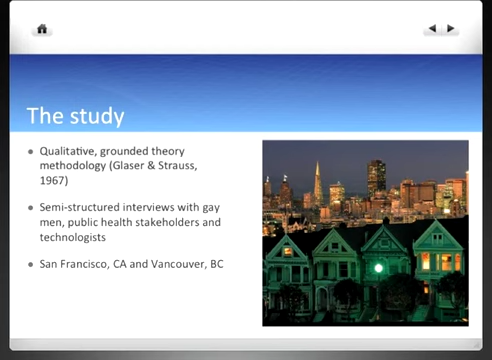 The study
Qualitative, grounded theory
methodology (Glaser & Strauss,
1967)
Semi-structured interviews with gay
men, public health stakeholders and
technologists
San Francisco, CA and Vancouver, BC